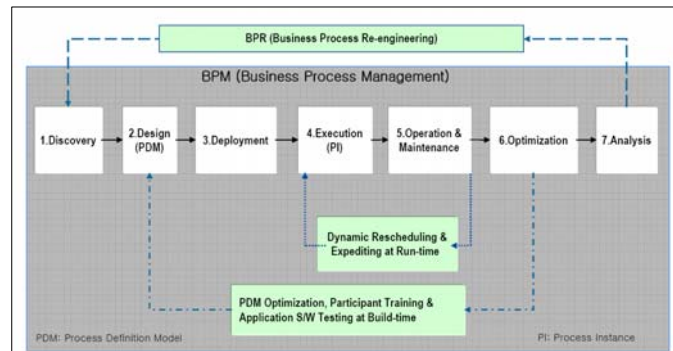 BPR (Business Process Re-engineering)
BPM (Business Process Management)
1.Discovery
2.Design
(PDM)
3.Deployment
4.Execution
(PI)
5.Operation &
Maintenance
6.Optimization
7.Analysis
Dynamic Rescheduling &
Expediting at Run-time
PDM Optimization, Participant Training &
Application S/W Testing at Build-time
PDM: Process Definition Model
PI: Process Instance